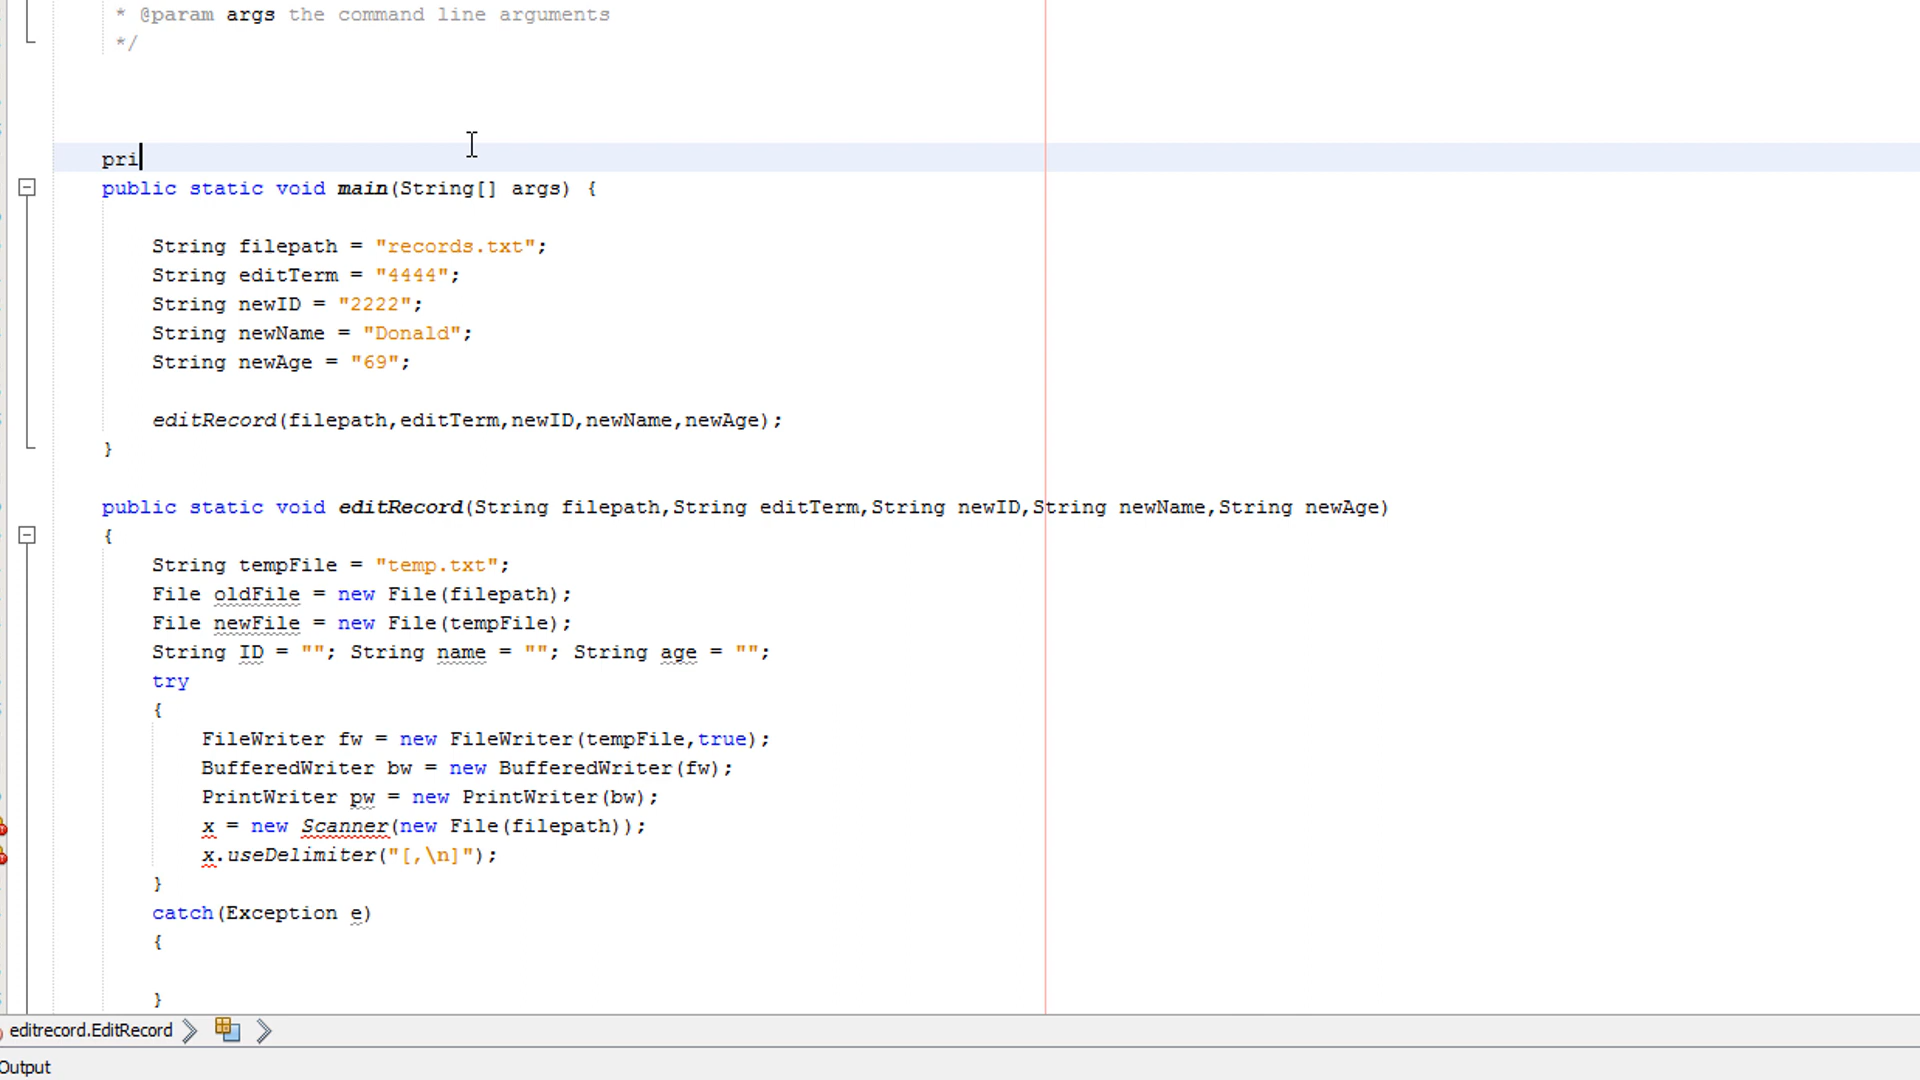 * @param args the command line arguments
*/
pri
public static void main(String[] args) {
String filepath = "records.txt";
String editTerm = "4444";
String newID = "2222";
String newName = "Donald";
String newAge = "69";
editRecord(filepath,editTerm,newID,newName,newAge);
}
public static void editRecord(String filepath,String editTerm,String newID,String newName,String newAge)
{
String tempFile = "temp.txt";
File oldFile = new File(filepath);
File newFile = new File(tempFile);
String ID = ""; String name = ""; String age = "";
try
{
FileWriter fw = new FileWriter(tempFile,true);
BufferedWriter bw = new BufferedWriter(fw);
PrintWriter pw = new PrintWriter(bw);
x = new Scanner(new File(filepath));
x.useDelimiter("[,\n]");
}
catch(Exception e)
{
}
editrecord.EditRecord
Output